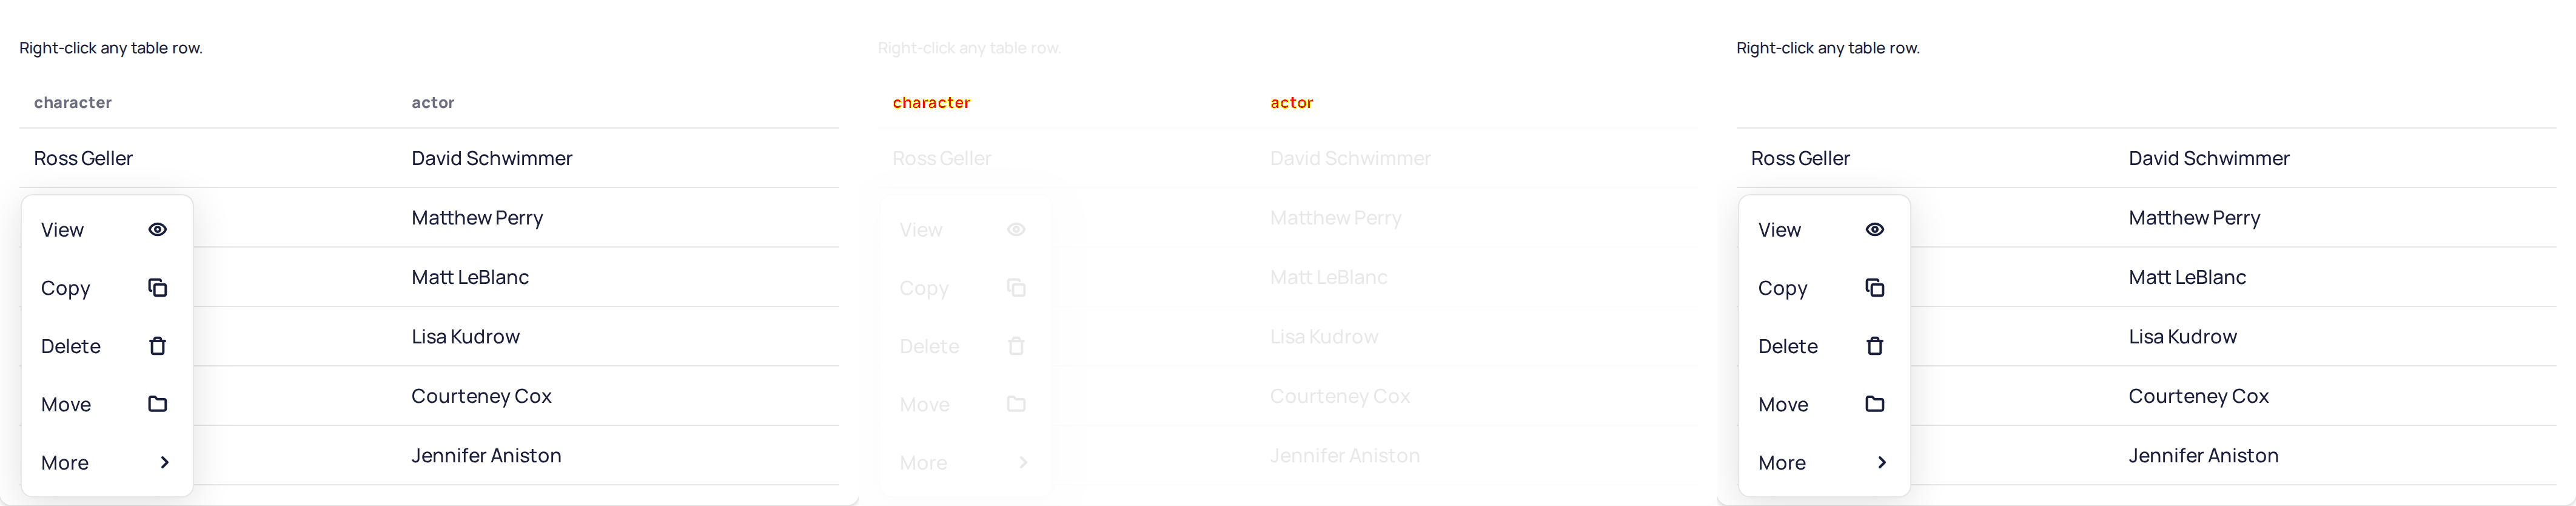 Right-click any table row.
character actor
Ross Geller David Schwimmer
Matthew Perry
View
Matt LeBlanc
Copy
Lisa Kudrow
Delete
Courteney Cox
Move
Jennifer Aniston
More
Right-click any table row.
character actor
Ross Geller David Schwimmer
Matthew Perry
View
Matt LeBlanc
Copy
Lisa Kudrow
Delete
Courteney Cox
Move
Jennifer Aniston
More
Right-click any table row.
Ross Geller David Schwimmer
Matthew Perry
View
Matt LeBlanc
Copy
Lisa Kudrow
Delete
Courteney Cox
Move
Jennifer Aniston
More